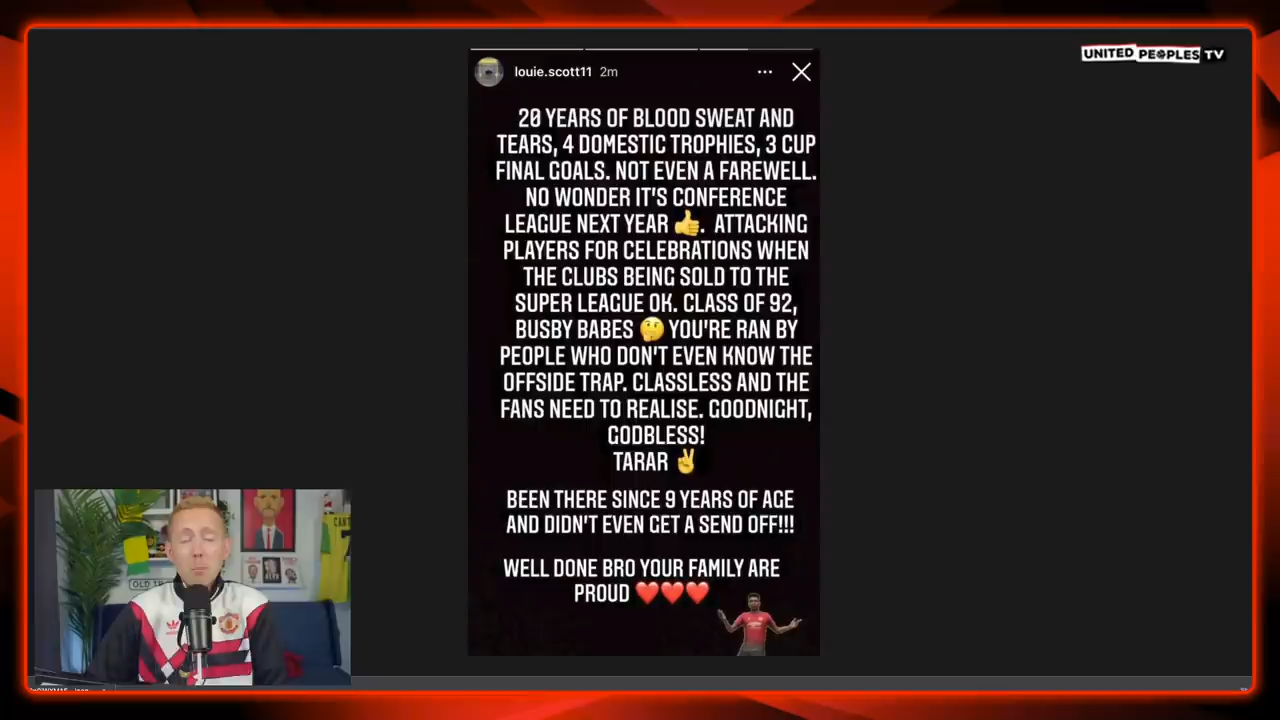 UNITED PEOPLES TV
louie.scott11 2m
20 YEARS OF BLOOD SWEAT AND
TEARS, 4 DOMESTIC TROPHIES, 3 CUP
FINAL GOALS. NOT EVEN A FAREWELL.
NO WONDER IT'S CONFERENCE
LEAGUE NEXT YEAR 👍. ATTACKING
PLAYERS FOR CELEBRATIONS WHEN
THE CLUBS BEING SOLD TO THE
SUPER LEAGUE OK. CLASS OF 92,
BUSBY BABES 🤔 YOU'RE RAN BY
PEOPLE WHO DON'T EVEN KNOW THE
OFFSIDE TRAP. CLASSLESS AND THE
FANS NEED TO REALISE. GOODNIGHT,
GODBLESS!
TARAR ✌️
BEEN THERE SINCE 9 YEARS OF AGE
AND DIDN'T EVEN GET A SEND OFF!!!
WELL DONE BRO YOUR FAMILY ARE
PROUD ❤️❤️❤️